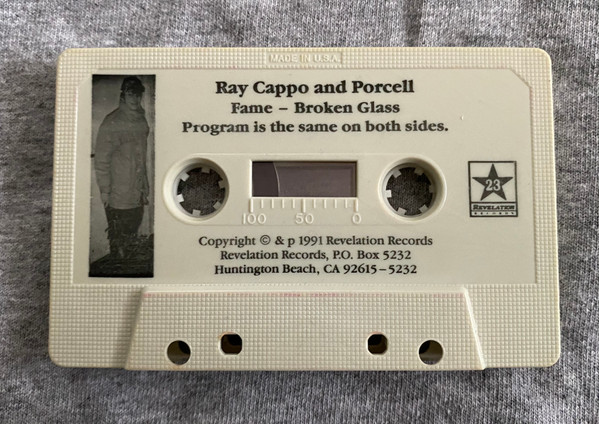 MADE IN U.S.A.
Ray Cappo and Porcell
Fame – Broken Glass
Program is the same on both sides.
23
REVELATION
RECORDS
100 50 0
Copyright © & p 1991 Revelation Records
Revelation Records, P.O. Box 5232
Huntington Beach, CA 92615–5232